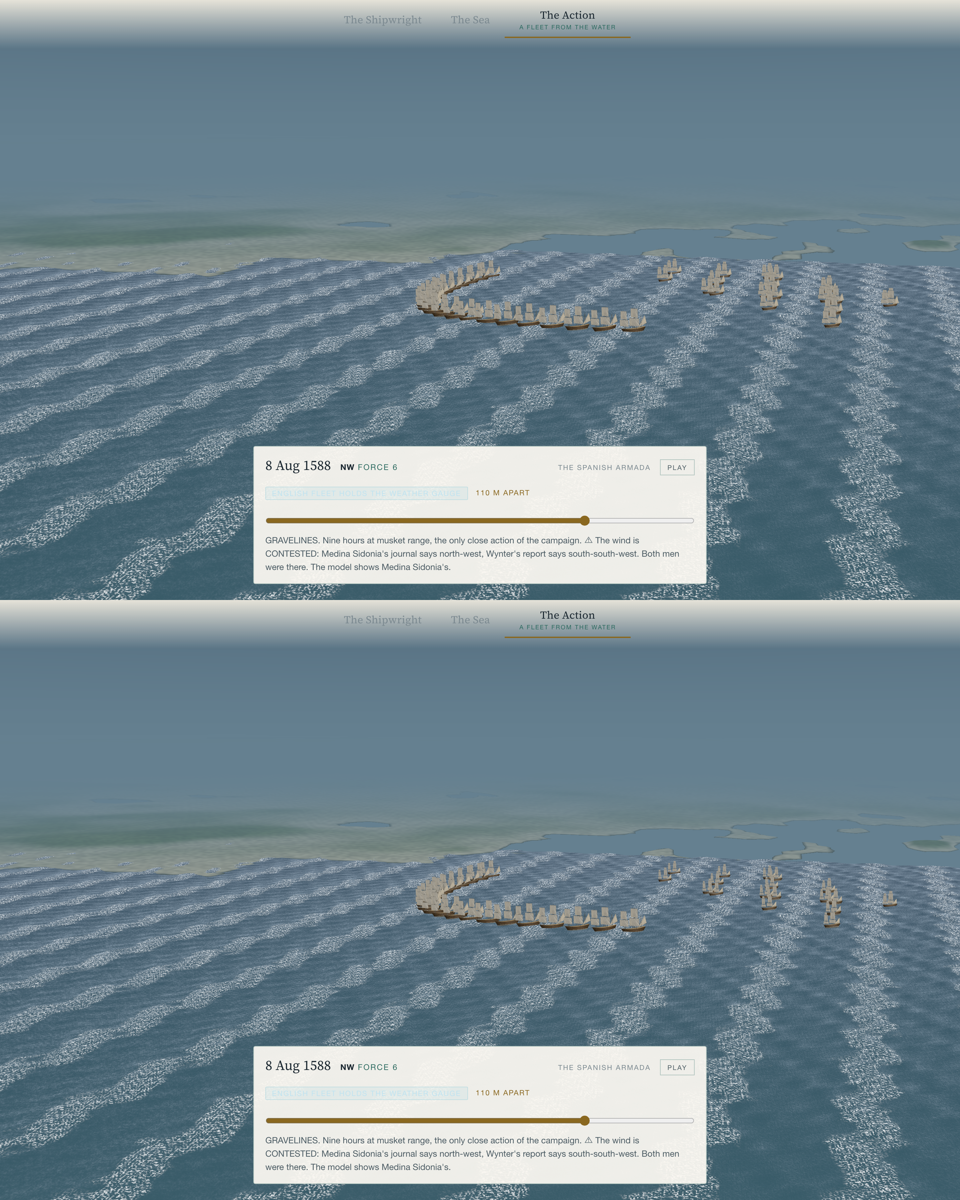 The Shipwright
The Sea
The Action
A FLEET FROM THE WATER
8 Aug 1588 NW FORCE 6
THE SPANISH ARMADA
PLAY
ENGLISH FLEET HOLDS THE WEATHER GAUGE
110 M APART
GRAVELINES. Nine hours at musket range, the only close action of the campaign. ⚠ The wind is
CONTESTED: Medina Sidonia's journal says north-west, Wynter's report says south-south-west. Both men
were there. The model shows Medina Sidonia's.
The Shipwright
The Sea
The Action
A FLEET FROM THE WATER
8 Aug 1588 NW FORCE 6
THE SPANISH ARMADA
PLAY
ENGLISH FLEET HOLDS THE WEATHER GAUGE
110 M APART
GRAVELINES. Nine hours at musket range, the only close action of the campaign. ⚠ The wind is
CONTESTED: Medina Sidonia's journal says north-west, Wynter's report says south-south-west. Both men
were there. The model shows Medina Sidonia's.